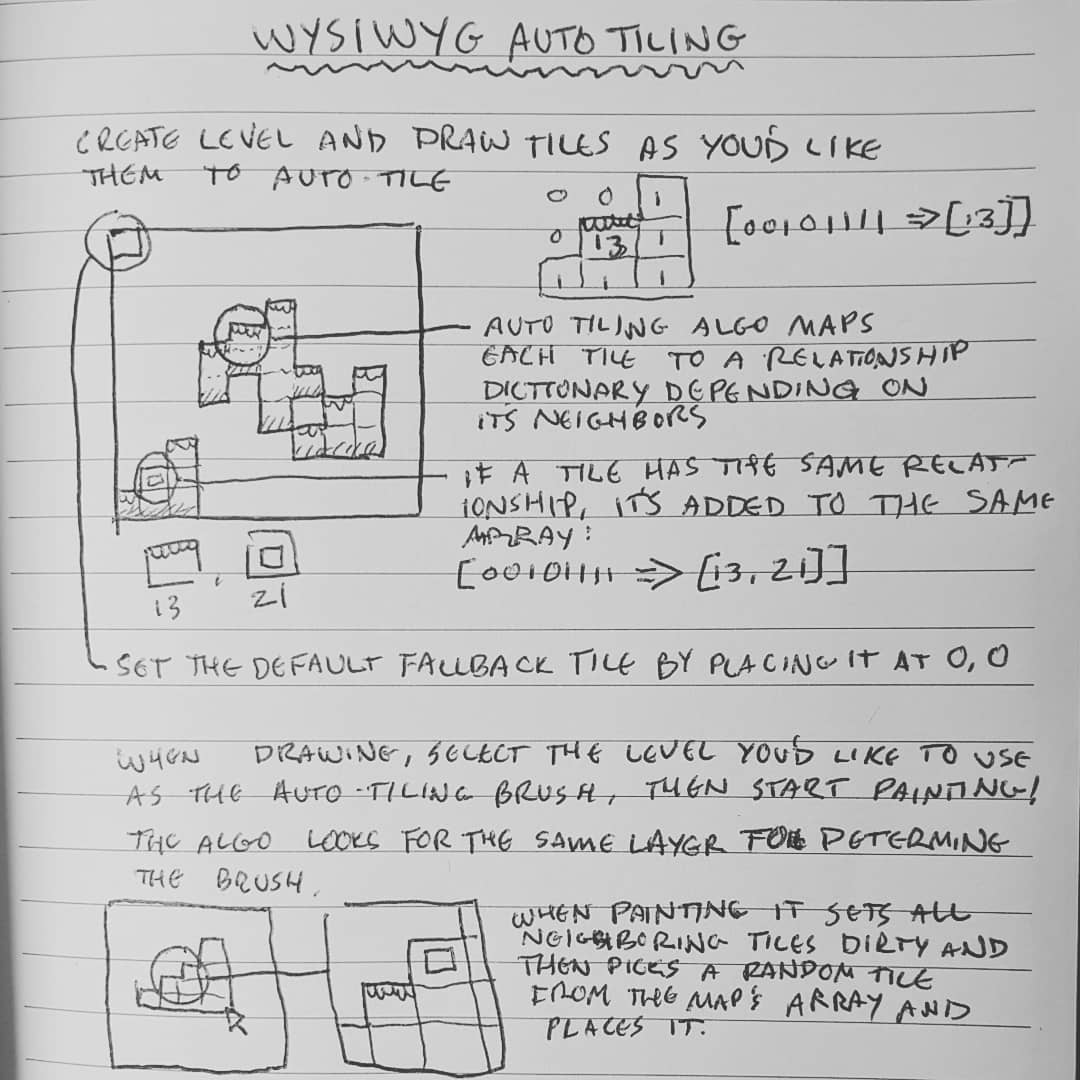 WYSIWYG AUTO TILING
CREATE LEVEL AND DRAW TILES AS YOU'D LIKE
THEM TO AUTO-TILE
0 0 1
0 13 1
1 1 1
[00101111 => [13]]
AUTO TILING ALGO MAPS
EACH TILE TO A RELATIONSHIP
DICTIONARY DEPENDING ON
ITS NEIGHBORS
IF A TILE HAS THE SAME RELAT-
IONSHIP, IT'S ADDED TO THE SAME
ARRAY:
[00101111 => [13, 21]]
,
13 21
SET THE DEFAULT FALLBACK TILE BY PLACING IT AT 0,0
WHEN DRAWING, SELECT THE LEVEL YOU'D LIKE TO USE
AS THE AUTO-TILING BRUSH, THEN START PAINTING!
THE ALGO LOOKS FOR THE SAME LAYER FOR DETERMING
THE BRUSH.
WHEN PAINTING IT SETS ALL
NEIGHBORING TILES DIRTY AND
THEN PICKS A RANDOM TILE
FROM THE MAP'S ARRAY AND
PLACES IT.